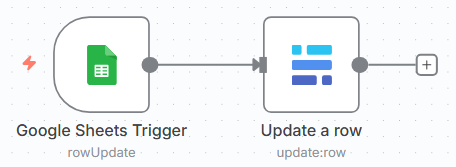 Google Sheets Trigger
rowUpdate
Update a row
update:row